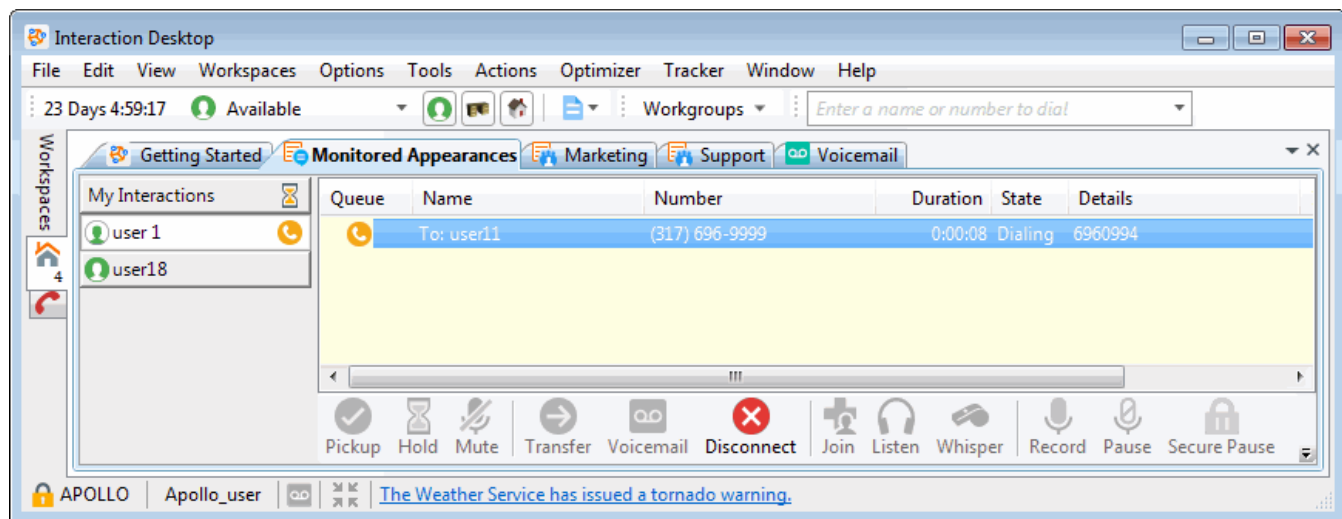 Interaction Desktop
File Edit View Workspaces Options Tools Actions Optimizer Tracker Window Help
23 Days 4:59:17 Available Workgroups Enter a name or number to dial
Workspaces
4
Getting Started Monitored Appearances Marketing Support Voicemail
My Interactions
user 1
user18
Queue Name Number Duration State Details
To: user11 (317) 696-9999 0:00:08 Dialing 6960994
Pickup Hold Mute Transfer Voicemail Disconnect Join Listen Whisper Record Pause Secure Pause
APOLLO Apollo_user The Weather Service has issued a tornado warning.